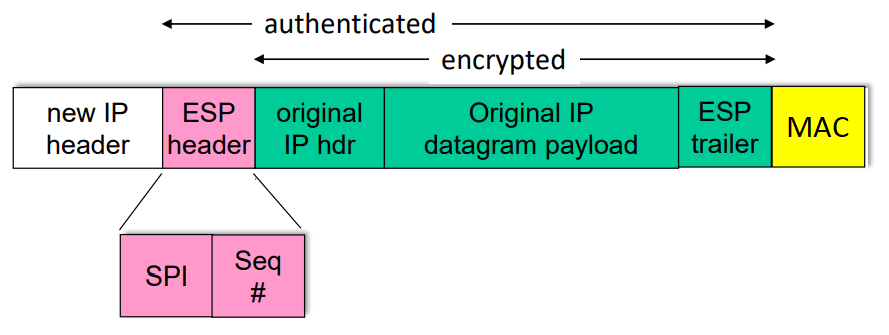 authenticated
encrypted
new IP
header
ESP
header
original
IP hdr
Original IP
datagram payload
ESP
trailer
MAC
SPI
Seq
#